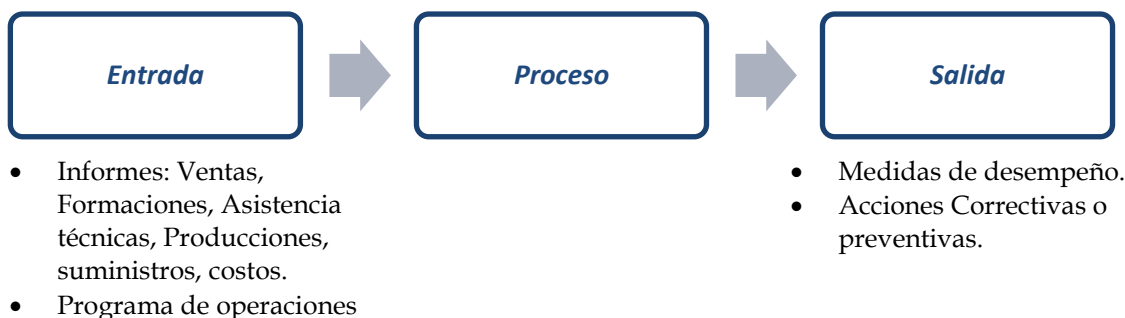 Entrada
Proceso
Salida
• Informes: Ventas,
Formaciones, Asistencia
técnicas, Producciones,
suministros, costos.
• Programa de operaciones
• Medidas de desempeño.
• Acciones Correctivas o
preventivas.